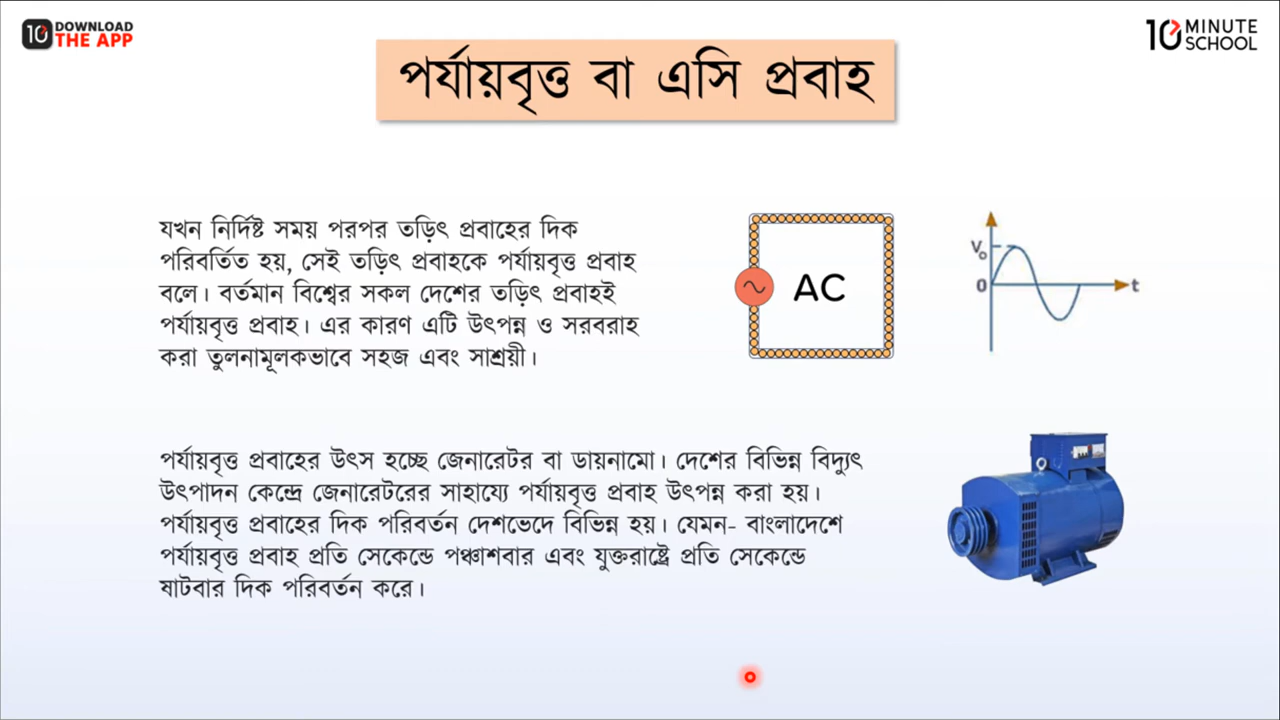 DOWNLOAD
THE APP
10 MINUTE
SCHOOL
পর্যায়বৃত্ত বা এসি প্রবাহ
যখন নির্দিষ্ট সময় পরপর তড়িৎ প্রবাহের দিক
পরিবর্তিত হয়, সেই তড়িৎ প্রবাহকে পর্যায়বৃত্ত প্রবাহ
বলে। বর্তমান বিশ্বের সকল দেশের তড়িৎ প্রবাহই
পর্যায়বৃত্ত প্রবাহ। এর কারণ এটি উৎপন্ন ও সরবরাহ
করা তুলনামূলকভাবে সহজ এবং সাশ্রয়ী।
AC
V₀
0
t
পর্যায়বৃত্ত প্রবাহের উৎস হচ্ছে জেনারেটর বা ডায়নামো। দেশের বিভিন্ন বিদ্যুৎ
উৎপাদন কেন্দ্রে জেনারেটরের সাহায্যে পর্যায়বৃত্ত প্রবাহ উৎপন্ন করা হয়।
পর্যায়বৃত্ত প্রবাহের দিক পরিবর্তন দেশভেদে বিভিন্ন হয়। যেমন- বাংলাদেশে
পর্যায়বৃত্ত প্রবাহ প্রতি সেকেন্ডে পঞ্চাশবার এবং যুক্তরাষ্ট্রে প্রতি সেকেন্ডে
ষাটবার দিক পরিবর্তন করে।